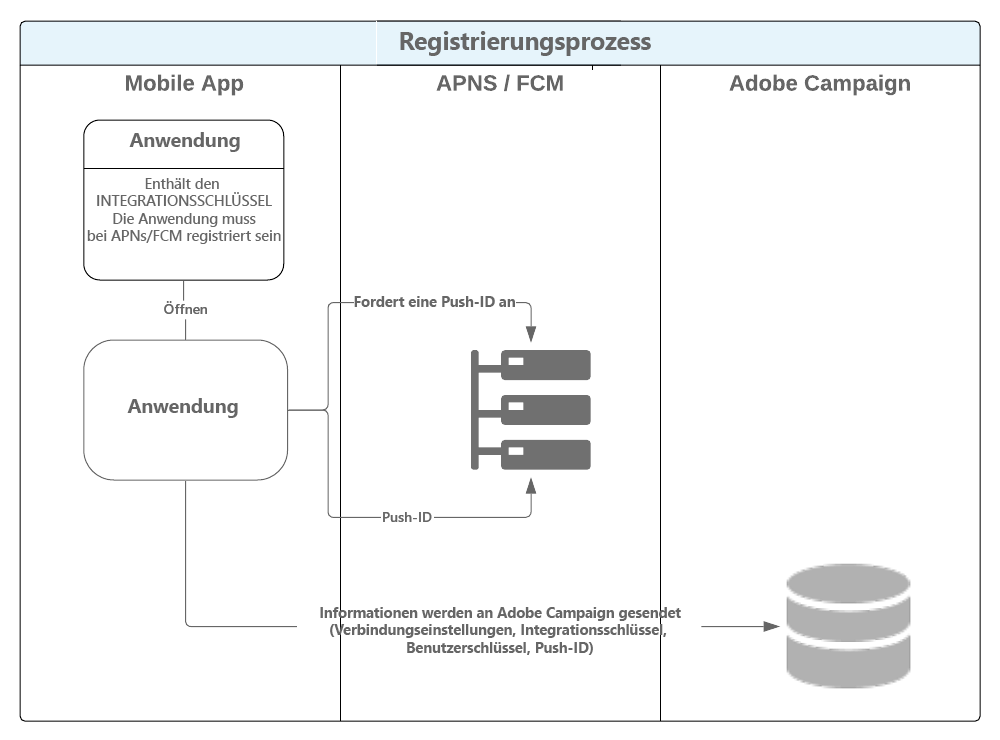 Registrierungsprozess
Mobile App
APNS / FCM
Adobe Campaign
Anwendung
Enthält den
INTEGRATIONSSCHLÜSSEL
Die Anwendung muss
bei APNs/FCM registriert sein
Öffnen
Fordert eine Push-ID an
Anwendung
Push-ID
Informationen werden an Adobe Campaign gesendet
(Verbindungseinstellungen, Integrationsschlüssel,
Benutzerschlüssel, Push-ID)